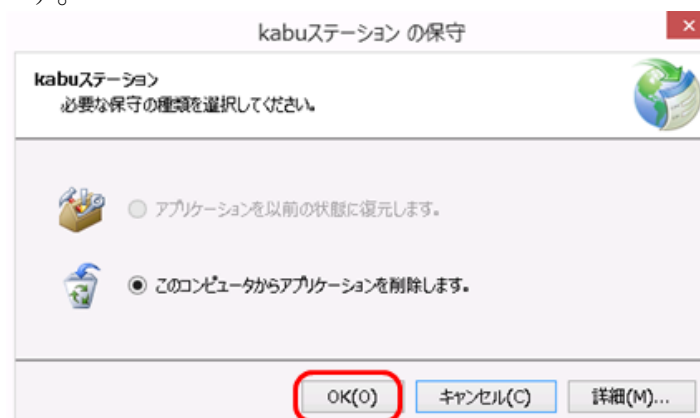 す。
kabuステーション の保守
kabuステーション
必要な保守の種類を選択してください。
アプリケーションを以前の状態に復元します。
このコンピュータからアプリケーションを削除します。
OK(O) キャンセル(C) 詳細(M)...